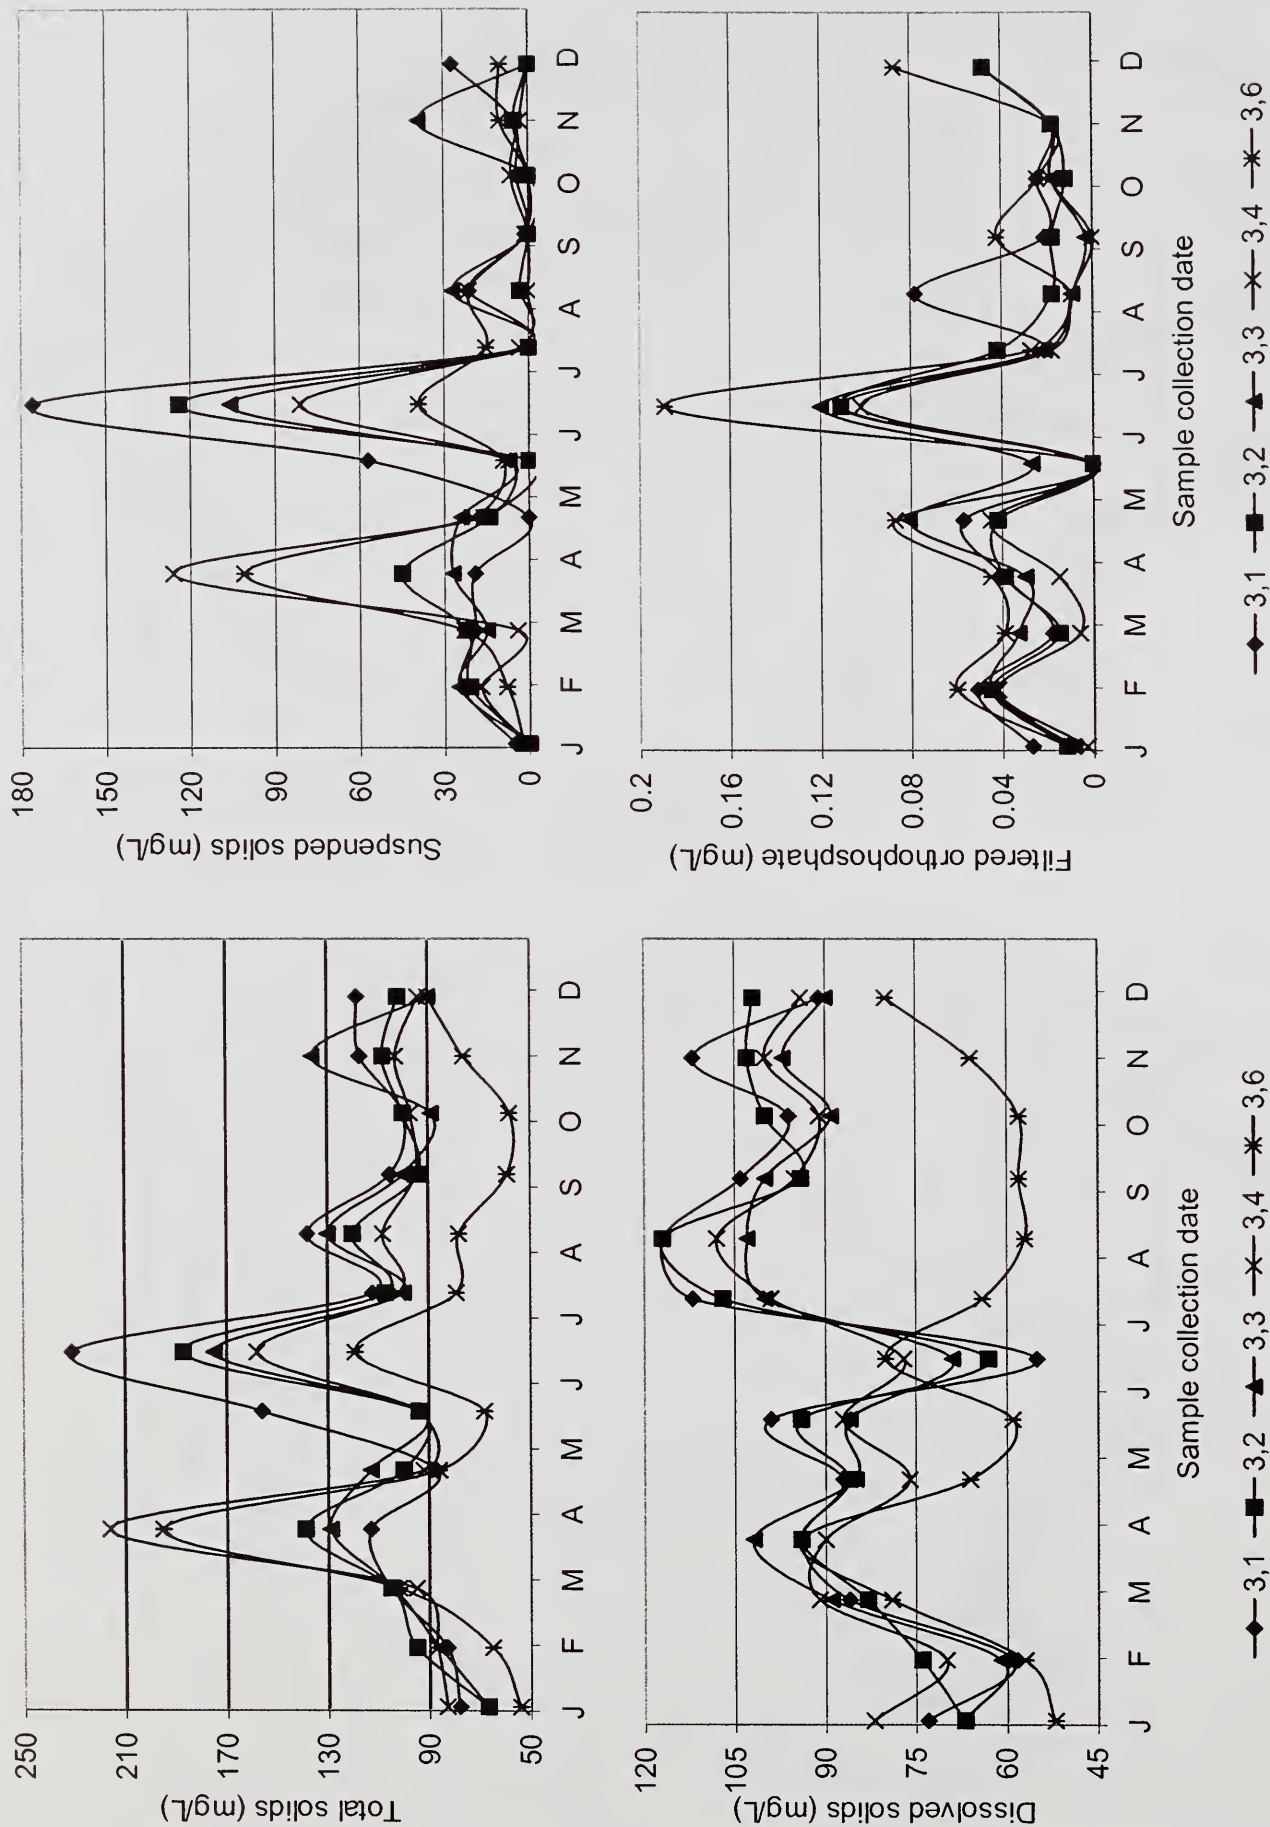 Total solids (mg/L)
250
210
170
130
90
50
J F M A M J J A S O N D
Suspended solids (mg/L)
180
150
120
90
60
30
0
J F M A M J J A S O N D
Dissolved solids (mg/L)
120
105
90
75
60
45
J F M A M J J A S O N D
Sample collection date
3,1 3,2 3,3 3,4 3,6
Filtered orthophosphate (mg/L)
0.2
0.16
0.12
0.08
0.04
0
J F M A M J J A S O N D
Sample collection date
3,1 3,2 3,3 3,4 3,6